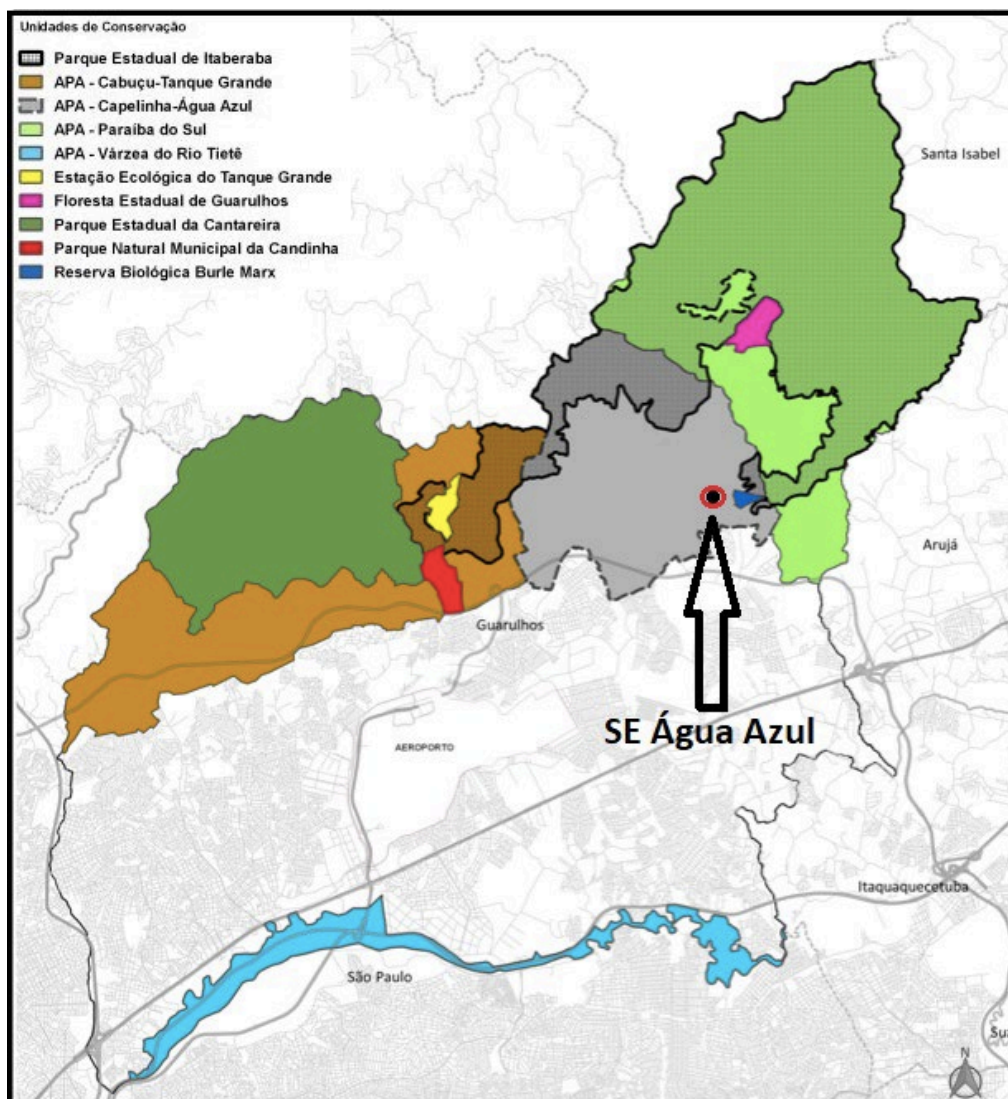 Unidades de Conservação
Parque Estadual de Itaberaba
APA - Cabuçu-Tanque Grande
APA - Capelinha-Água Azul
APA - Paraíba do Sul
APA - Várzea do Rio Tietê
Estação Ecológica do Tanque Grande
Floresta Estadual de Guarulhos
Parque Estadual da Cantareira
Parque Natural Municipal da Candinha
Reserva Biológica Burle Marx
Santa Isabel
Arujá
Guarulhos
SE Água Azul
AEROPORTO
Itaquaquecetuba
São Paulo
Su
N